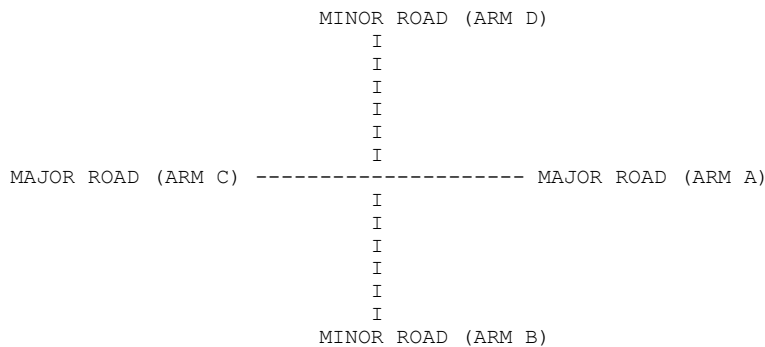 MINOR ROAD (ARM D)
I
I
I
I
I
I
MAJOR ROAD (ARM C) --------------------- MAJOR ROAD (ARM A)
I
I
I
I
I
I
MINOR ROAD (ARM B)